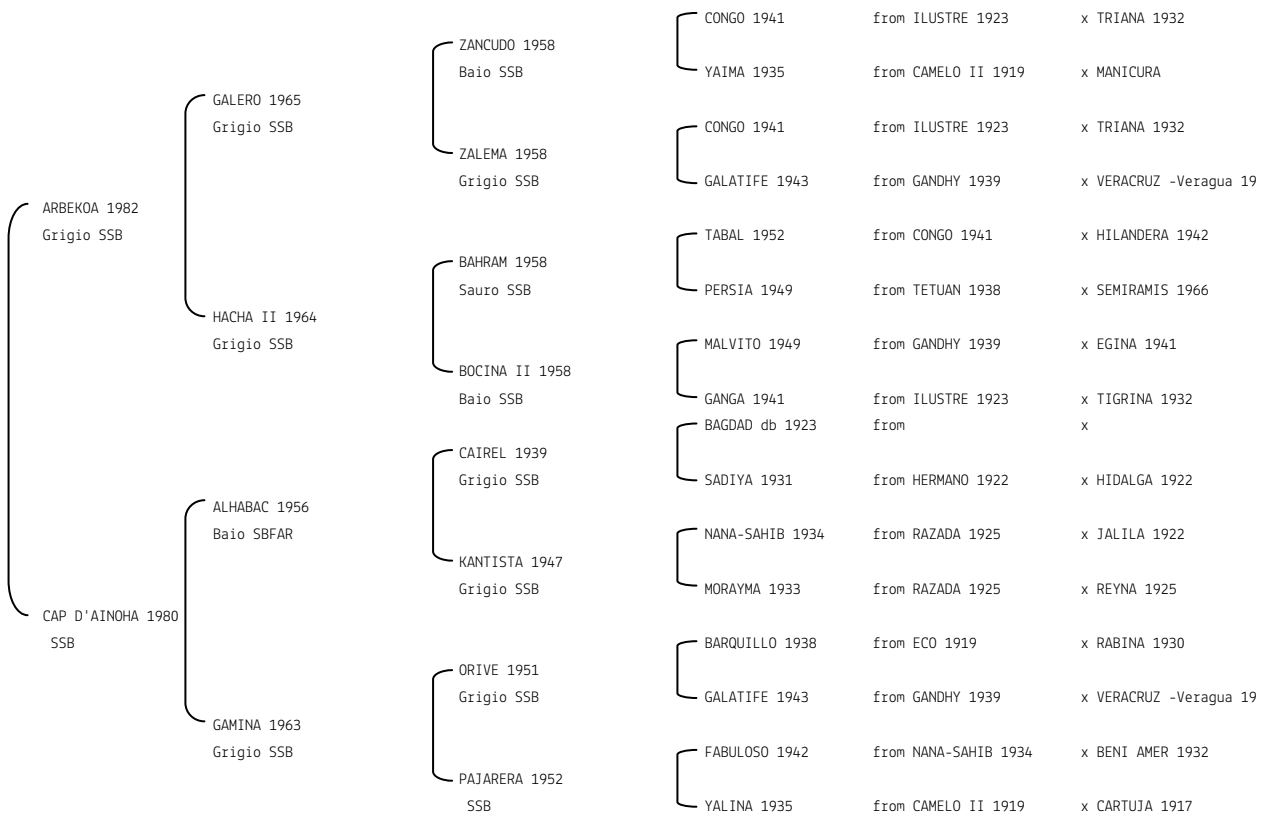 CONGO 1941 from ILUSTRE 1923 x TRIANA 1932
ZANCUDO 1958
Baio SSB YAIMA 1935 from CAMELO II 1919 x MANICURA
GALERO 1965
Grigio SSB CONGO 1941 from ILUSTRE 1923 x TRIANA 1932
ZALEMA 1958
Grigio SSB GALATIFE 1943 from GANDHY 1939 x VERACRUZ -Veragua 19
ARBEKOA 1982
Grigio SSB TABAL 1952 from CONGO 1941 x HILANDERA 1942
BAHRAM 1958
Sauro SSB PERSIA 1949 from TETUAN 1938 x SEMIRAMIS 1966
HACHA II 1964
Grigio SSB MALVITO 1949 from GANDHY 1939 x EGINA 1941
BOCINA II 1958
Baio SSB GANGA 1941 from ILUSTRE 1923 x TIGRINA 1932
BAGDAD db 1923 from x
CAIREL 1939
Grigio SSB SADIYA 1931 from HERMANO 1922 x HIDALGA 1922
ALHABAC 1956
Baio SBFAR NANA-SAHIB 1934 from RAZADA 1925 x JALILA 1922
KANTISTA 1947
Grigio SSB MORAYMA 1933 from RAZADA 1925 x REYNA 1925
CAP D'AINOHA 1980
SSB BARQUILLO 1938 from ECO 1919 x RABINA 1930
ORIVE 1951
Grigio SSB GALATIFE 1943 from GANDHY 1939 x VERACRUZ -Veragua 19
GAMINA 1963
Grigio SSB FABULOSO 1942 from NANA-SAHIB 1934 x BENI AMER 1932
PAJARERA 1952
SSB YALINA 1935 from CAMELO II 1919 x CARTUJA 1917